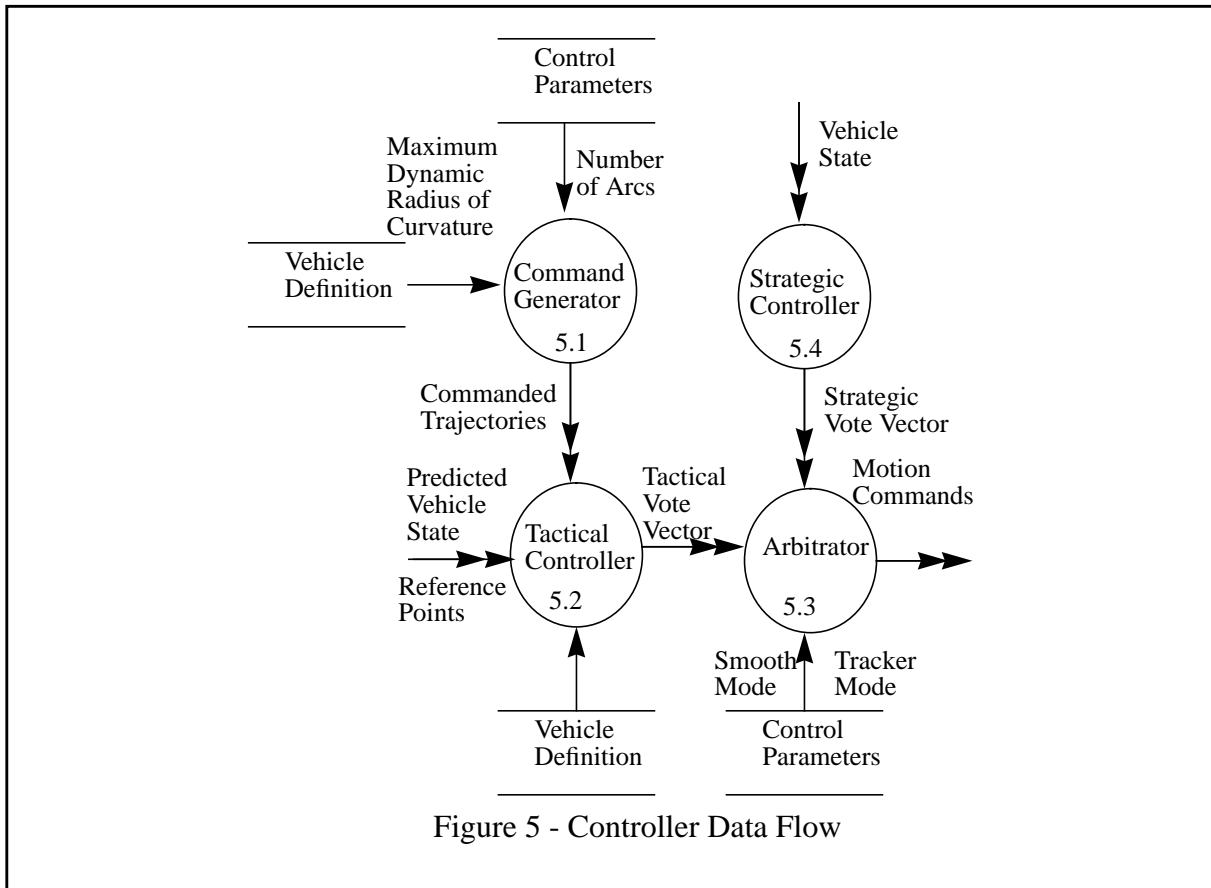 Control
Parameters
Maximum
Dynamic
Radius of
Curvature
Number
of Arcs
Vehicle
State
Vehicle
Definition
Command
Generator
5.1
Strategic
Controller
5.4
Commanded
Trajectories
Strategic
Vote Vector
Predicted
Vehicle
State
Reference
Points
Tactical
Controller
5.2
Tactical
Vote
Vector
Arbitrator
5.3
Motion
Commands
Smooth
Mode
Tracker
Mode
Vehicle
Definition
Control
Parameters
Figure 5 - Controller Data Flow